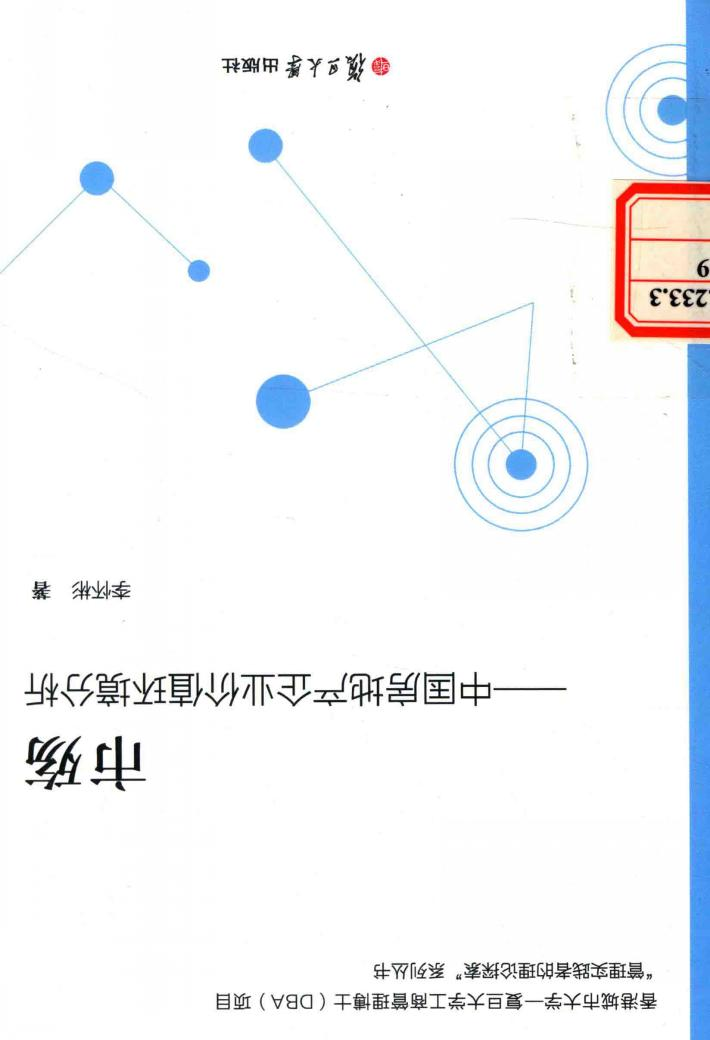 香港城市大学—复旦大学工商管理博士（DBA）项目
“管理实践者的理论探索”系列丛书
市殇
——中国房地产企业价值环境分析
李怀彬 著
.233.3
复旦大学出版社